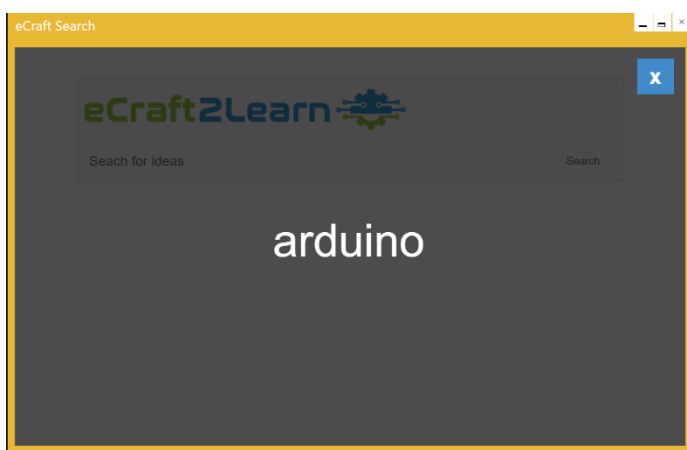 eCraft Search
x
eCraft2Learn
Seach for ideas Search
arduino